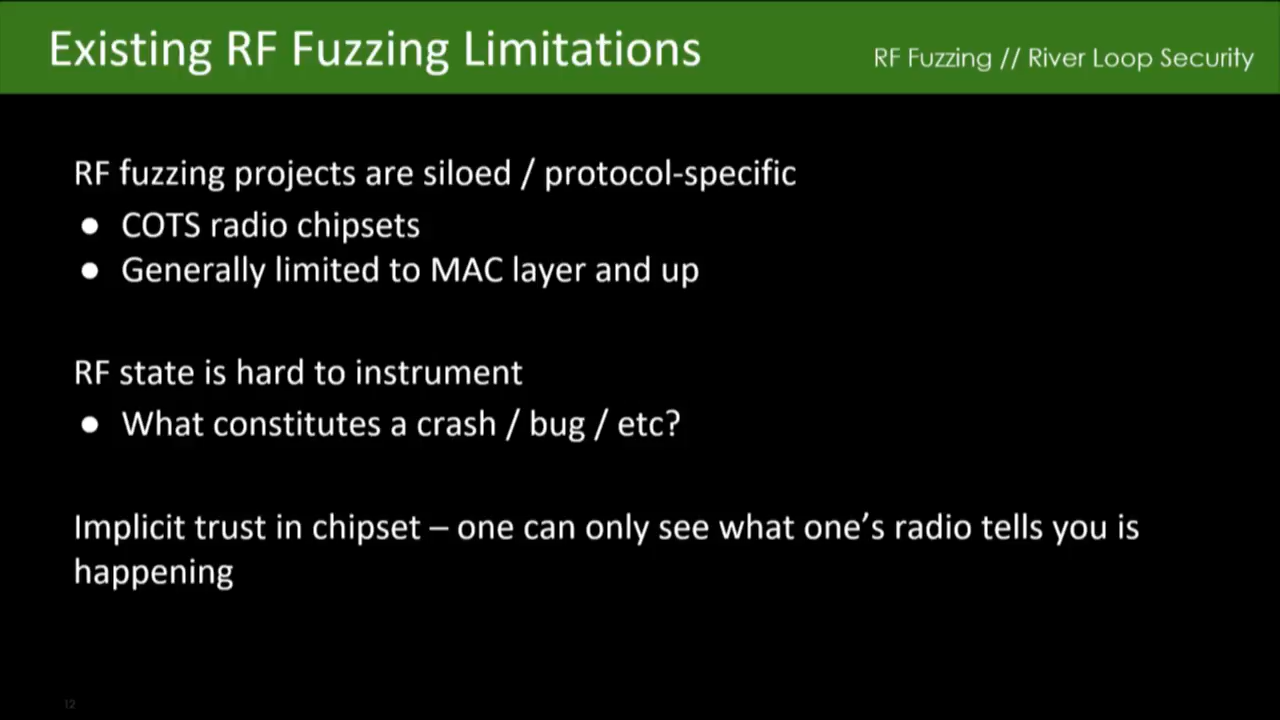 Existing RF Fuzzing Limitations
RF Fuzzing // River Loop Security
RF fuzzing projects are siloed / protocol-specific
● COTS radio chipsets
● Generally limited to MAC layer and up
RF state is hard to instrument
● What constitutes a crash / bug / etc?
Implicit trust in chipset – one can only see what one’s radio tells you is
happening
12